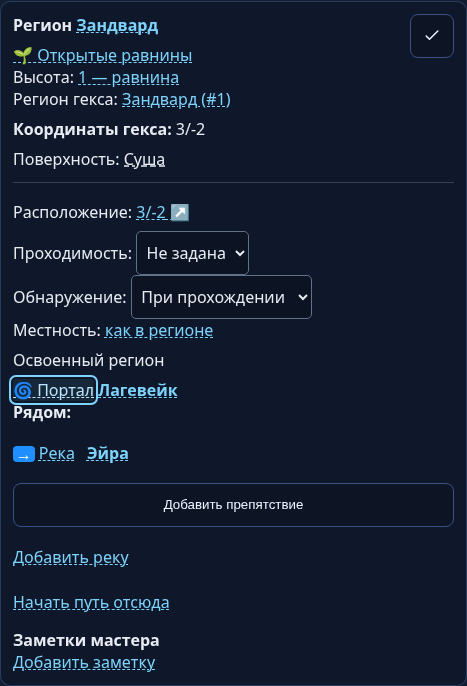 Регион Зандвард
🌱 Открытые равнины
Высота: 1 — равнина
Регион гекса: Зандвард (#1)
Координаты гекса: 3/-2
Поверхность: Суша
Расположение: 3/-2 ↗️
Проходимость: Не задана
Обнаружение: При прохождении
Местность: как в регионе
Освоенный регион
🌀 Портал Лагевейк
Рядом:
→ Река Эйра
Добавить препятствие
Добавить реку
Начать путь отсюда
Заметки мастера
Добавить заметку